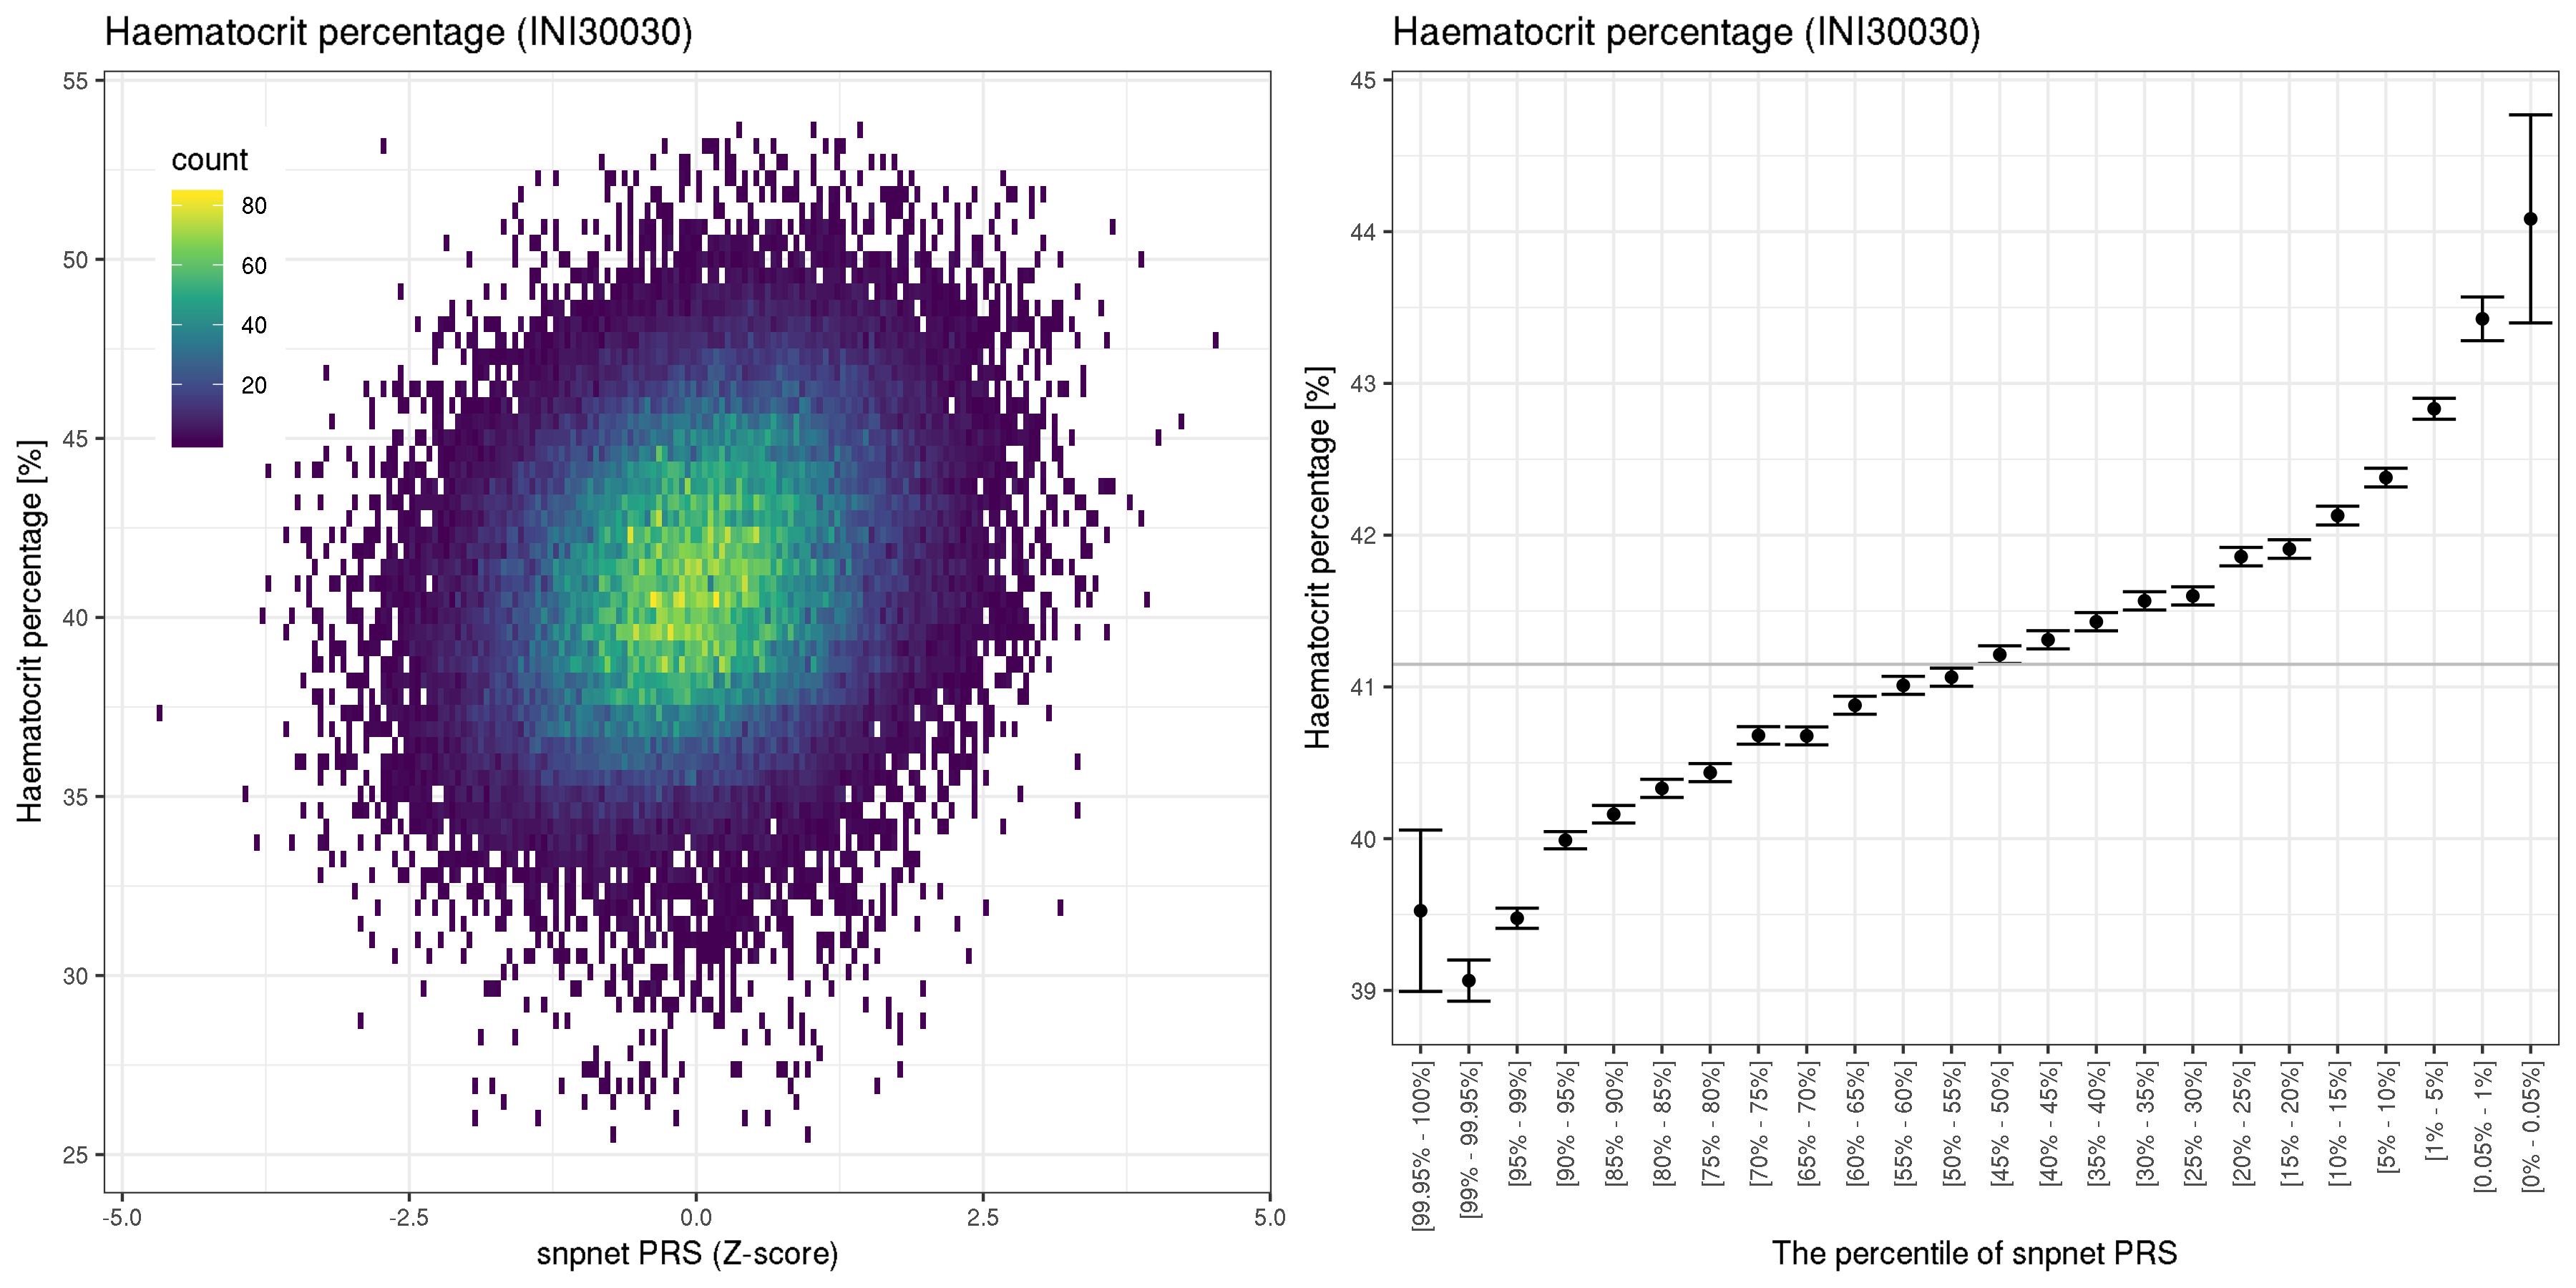 Haematocrit percentage (INI30030)
Haematocrit percentage [%]
55
50
45
40
35
30
25
count
80
60
40
20
-5.0
-2.5
0.0
2.5
5.0
snpnet PRS (Z-score)
Haematocrit percentage (INI30030)
Haematocrit percentage [%]
45
44
43
42
41
40
39
[99.95% - 100%]
[99% - 99.95%]
[95% - 99%]
[90% - 95%]
[85% - 90%]
[80% - 85%]
[75% - 80%]
[70% - 75%]
[65% - 70%]
[60% - 65%]
[55% - 60%]
[50% - 55%]
[45% - 50%]
[40% - 45%]
[35% - 40%]
[30% - 35%]
[25% - 30%]
[20% - 25%]
[15% - 20%]
[10% - 15%]
[5% - 10%]
[1% - 5%]
[0.05% - 1%]
[0% - 0.05%]
The percentile of snpnet PRS